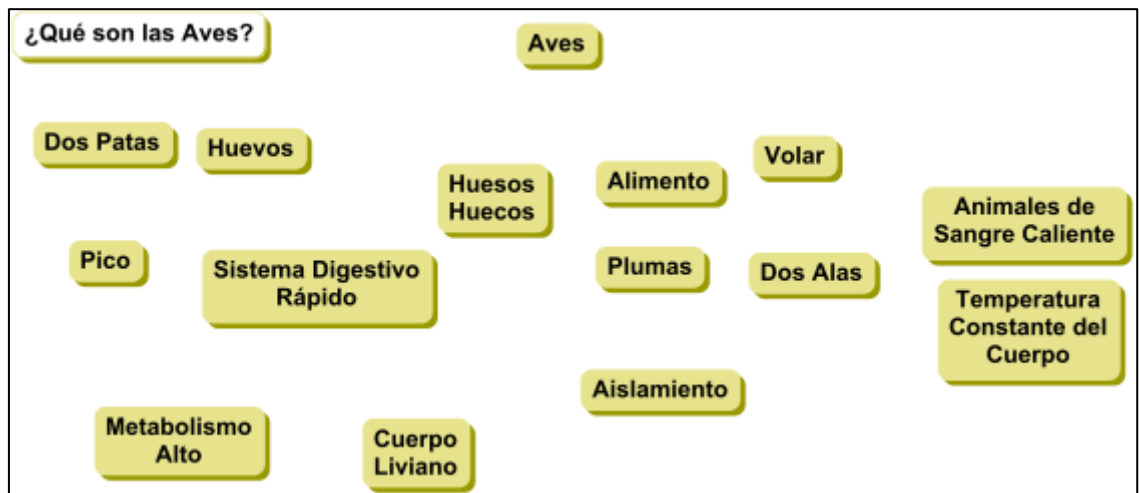 ¿Qué son las Aves?
Aves
Dos Patas
Huevos
Volar
Huesos
Huecos
Alimento
Animales de
Sangre Caliente
Pico
Sistema Digestivo
Rápido
Plumas
Dos Alas
Temperatura
Constante del
Cuerpo
Aislamiento
Metabolismo
Alto
Cuerpo
Liviano